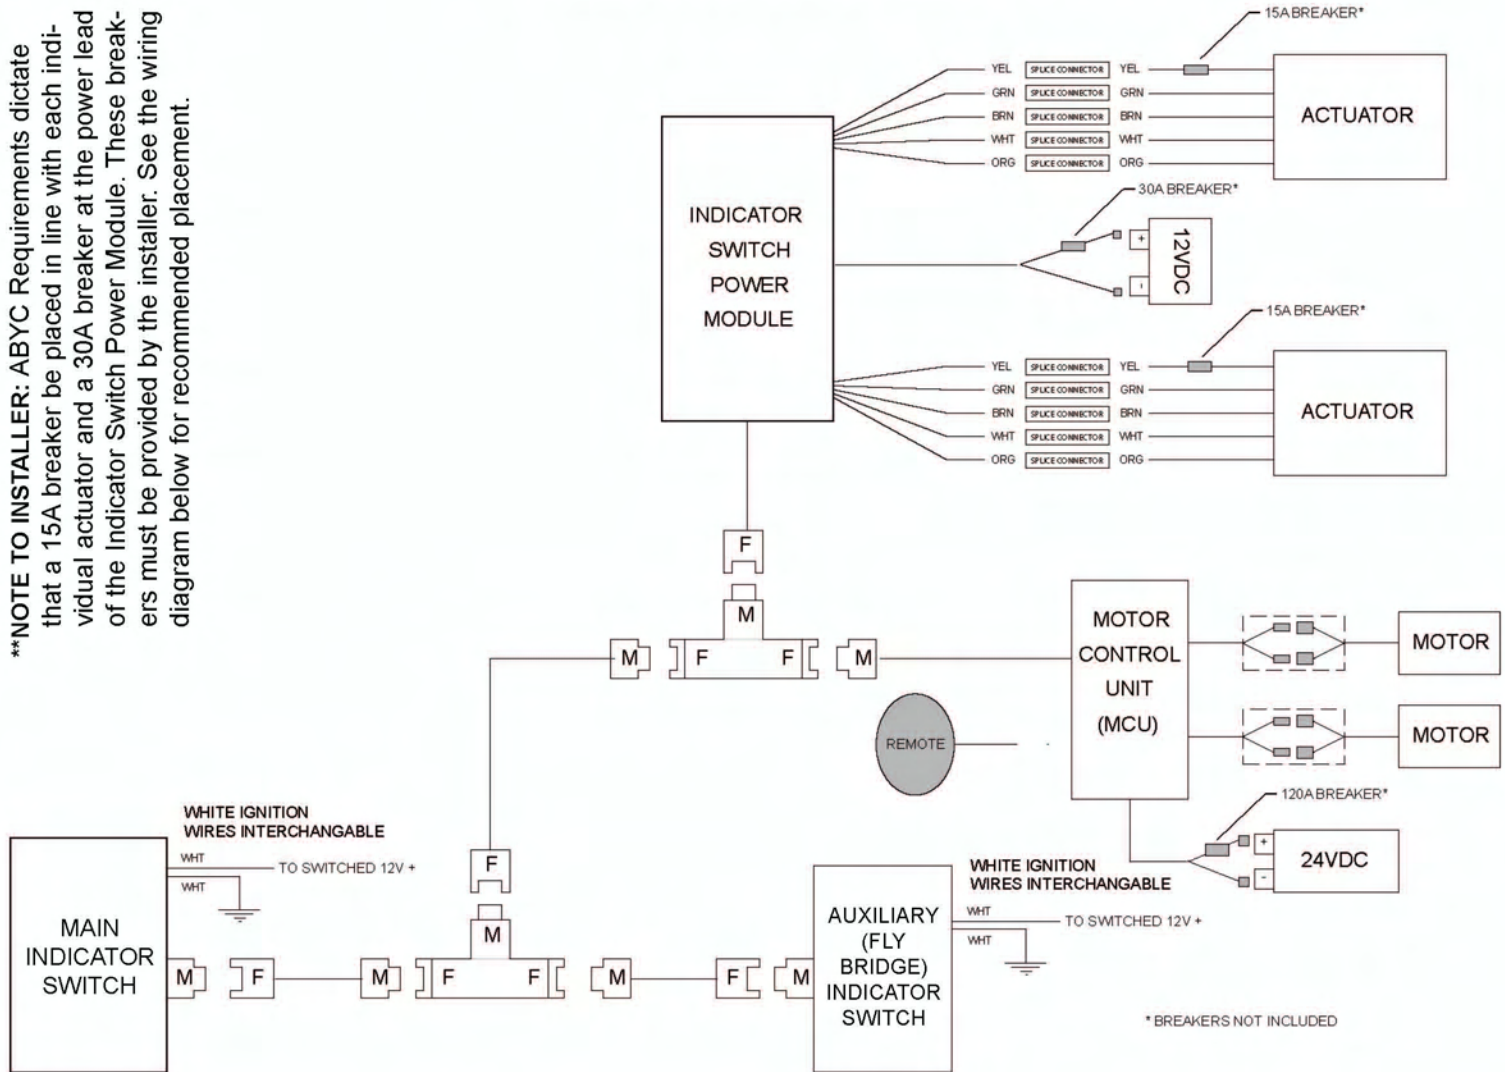 **NOTE TO INSTALLER: ABYC Requirements dictate
that a 15A breaker be placed in line with each indi-
vidual actuator and a 30A breaker at the power lead
of the Indicator Switch Power Module. These break-
ers must be provided by the installer. See the wiring
diagram below for recommended placement.
15A BREAKER*
YEL SPLICE CONNECTOR YEL
GRN SPLICE CONNECTOR GRN
BRN SPLICE CONNECTOR BRN
WHT SPLICE CONNECTOR WHT
ORG SPLICE CONNECTOR ORG
ACTUATOR
INDICATOR
SWITCH
POWER
MODULE
30A BREAKER*
+
-
12VDC
15A BREAKER*
YEL SPLICE CONNECTOR YEL
GRN SPLICE CONNECTOR GRN
BRN SPLICE CONNECTOR BRN
WHT SPLICE CONNECTOR WHT
ORG SPLICE CONNECTOR ORG
ACTUATOR
F
M
M F F M
MOTOR
CONTROL
UNIT
(MCU)
MOTOR
MOTOR
REMOTE
120A BREAKER*
+
-
24VDC
WHITE IGNITION
WIRES INTERCHANGABLE
WHT TO SWITCHED 12V +
WHT
MAIN
INDICATOR
SWITCH
F
M
M F M F F M F M
AUXILIARY
(FLY
BRIDGE)
INDICATOR
SWITCH
WHITE IGNITION
WIRES INTERCHANGABLE
WHT TO SWITCHED 12V +
WHT
* BREAKERS NOT INCLUDED